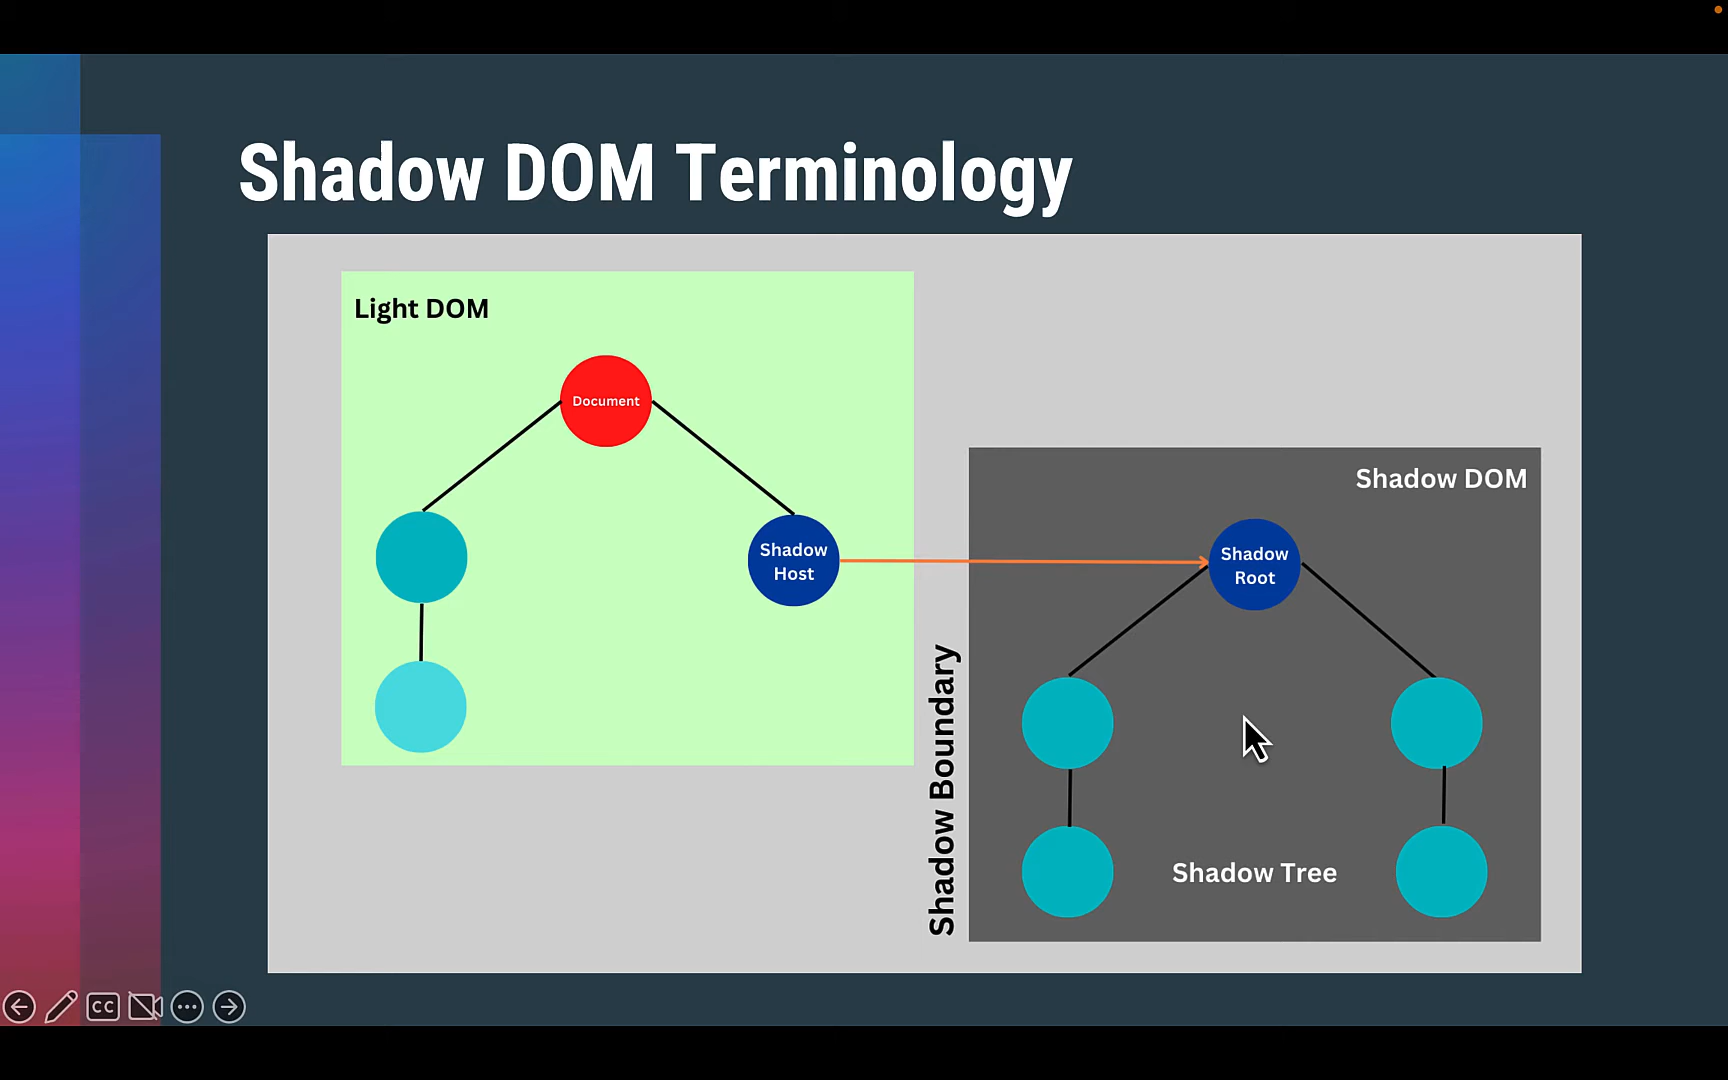 Shadow DOM Terminology
Light DOM
Document
Shadow DOM
Shadow
Host
Shadow
Root
Shadow Boundary
Shadow Tree
CC